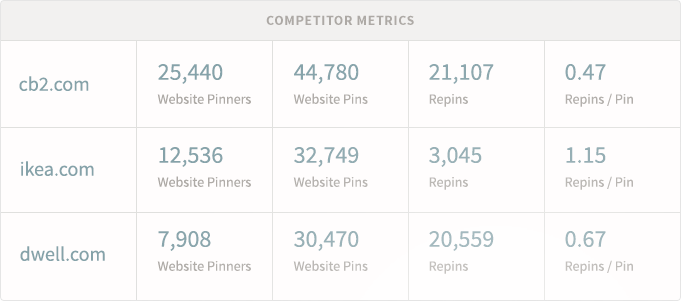 COMPETITOR METRICS
cb2.com
25,440
Website Pinners
44,780
Website Pins
21,107
Repins
0.47
Repins / Pin
ikea.com
12,536
Website Pinners
32,749
Website Pins
3,045
Repins
1.15
Repins / Pin
dwell.com
7,908
Website Pinners
30,470
Website Pins
20,559
Repins
0.67
Repins / Pin